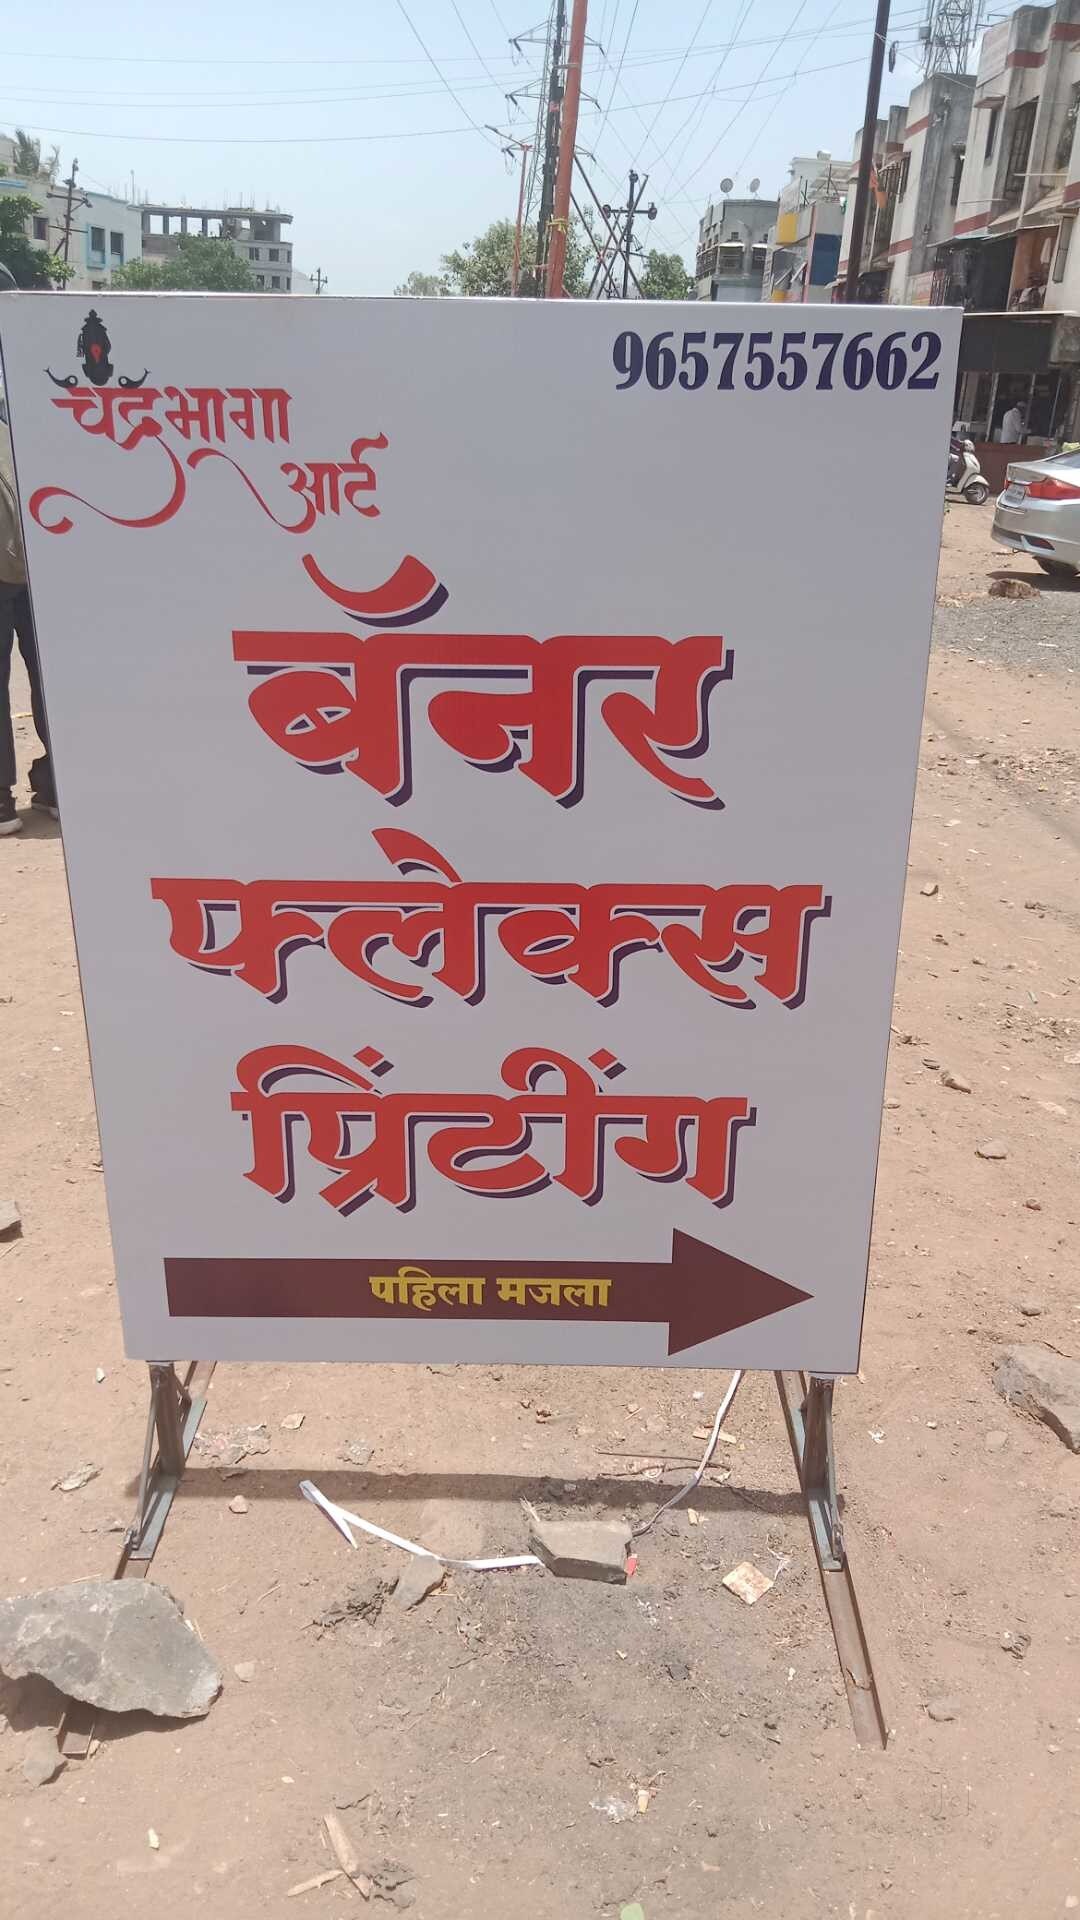 चंद्रभागा
आर्ट
9657557662
बॅनर
फ्लेक्स
प्रिंटींग
पहिला मजला